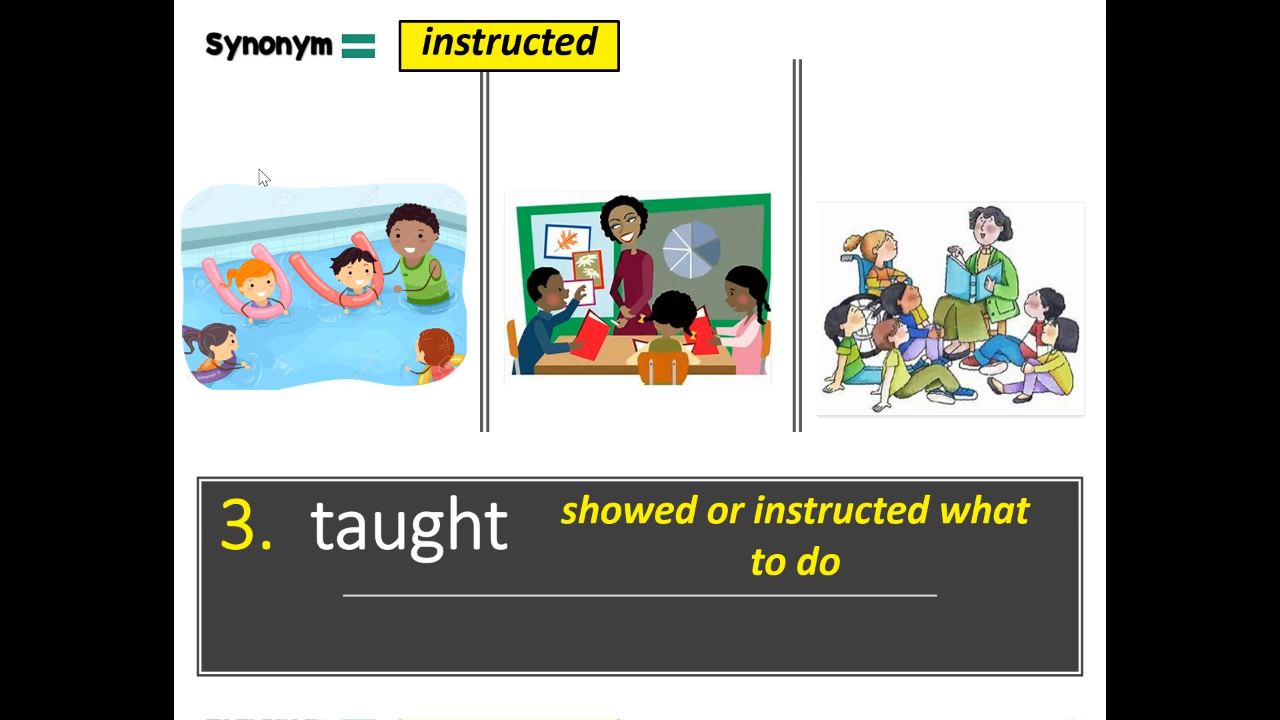 Synonym = instructed
3. taught showed or instructed what
to do